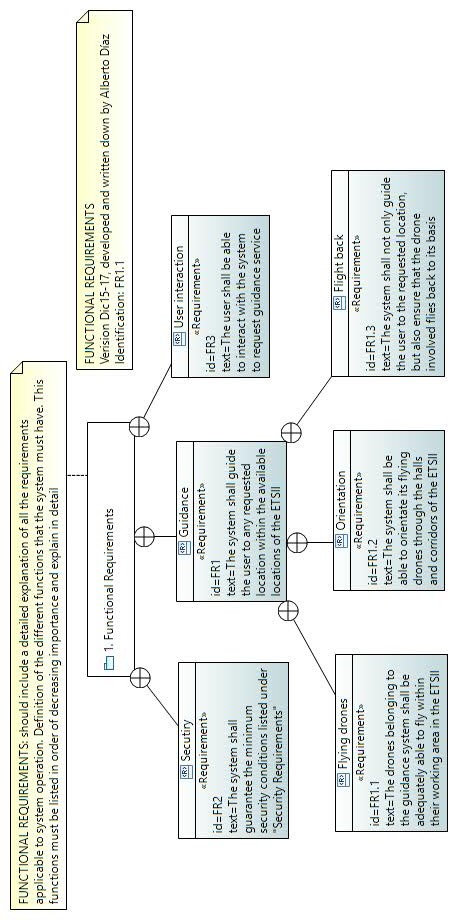 FUNCTIONAL REQUIREMENTS: should include a detailed explanation of all the requirements
applicable to system operation. Definition of the different functions that the system must have. This
functions must be listed in order of decreasing importance and explain in detail
FUNCTIONAL REQUIREMENTS
Verision Dic15-17, developed and written down by Alberto Díaz
Identification: FR1.1
1. Functional Requirements
Secutiry
«Requirement»
id=FR2
text=The system shall
guarantee the minimum
security conditions listed under
"Security Requirements"
Guidance
«Requirement»
id=FR1
text=The system shall guide
the user to any requested
location within the available
locations of the ETSII
User interaction
«Requirement»
id=FR3
text=The user shall be able
to interact with the system
to request guidance service
Flying drones
«Requirement»
id=FR1.1
text=The drones belonging to
the guidance system shall be
adequately able to fly within
their working area in the ETSII
Orientation
«Requirement»
id=FR1.2
text=The system shall be
able to orientate its flying
drones through the halls
and corridors of the ETSII
Flight back
«Requirement»
id=FR1.3
text=The system shall not only guide
the user to the requested location,
but also ensure that the drone
involved flies back to its basis